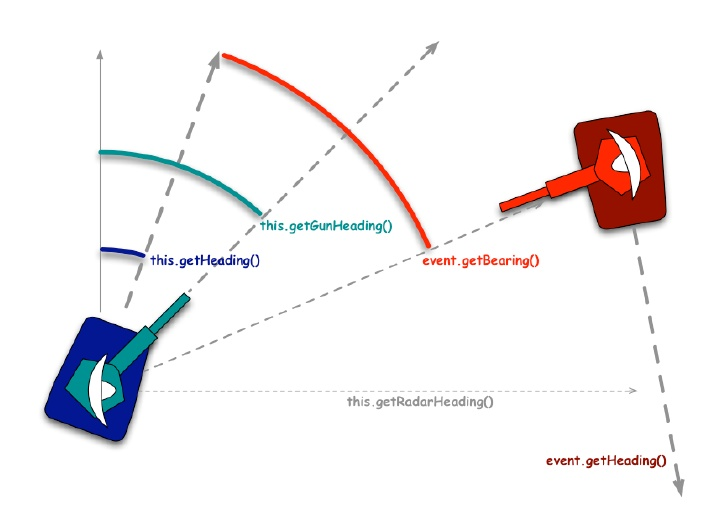 this.getGunHeading()
this.getHeading()
event.getBearing()
this.getRadarHeading()
event.getHeading()